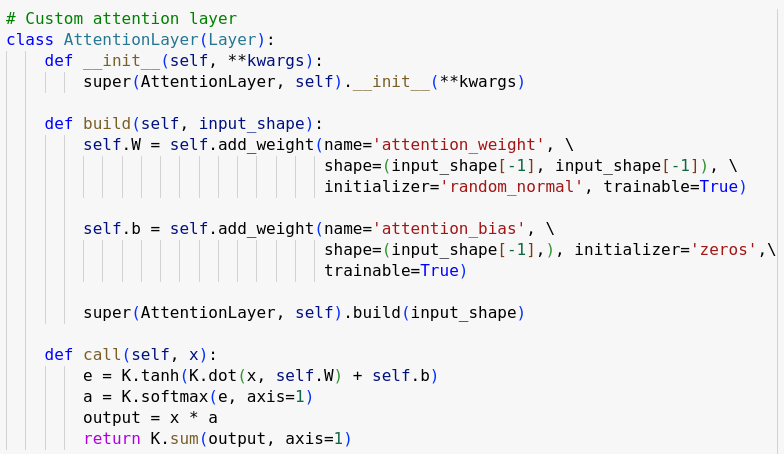 # Custom attention layer
class AttentionLayer(Layer):
    def __init__(self, **kwargs):
        super(AttentionLayer, self).__init__(**kwargs)

    def build(self, input_shape):
        self.W = self.add_weight(name='attention_weight', \
                                 shape=(input_shape[-1], input_shape[-1]), \
                                 initializer='random_normal', trainable=True)

        self.b = self.add_weight(name='attention_bias', \
                                 shape=(input_shape[-1],), initializer='zeros',\
                                 trainable=True)

        super(AttentionLayer, self).build(input_shape)

    def call(self, x):
        e = K.tanh(K.dot(x, self.W) + self.b)
        a = K.softmax(e, axis=1)
        output = x * a
        return K.sum(output, axis=1)